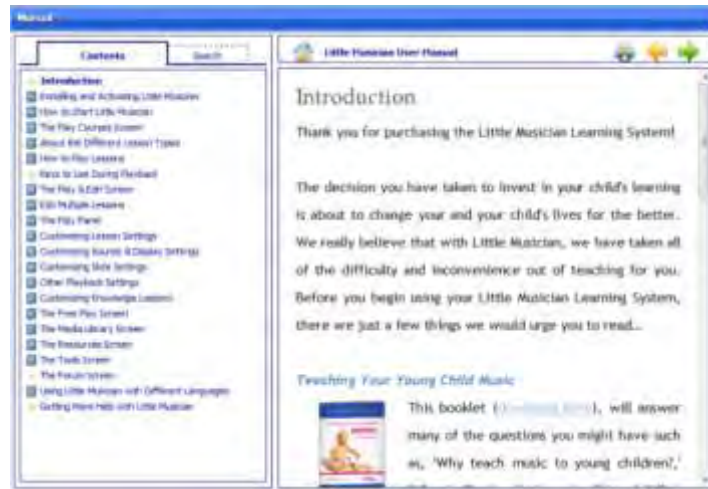 Manual
Contents
Search
Introduction
Installing and Activating Little Musician
How to Start Little Musician
The Play Courses Screen
About the Different Lesson Types
How to Play Lessons
Keys to Use During Playback
The Play & Edit Screen
Edit Multiple Lessons
The Play Panel
Customizing Lesson Settings
Customizing Sounds & Display Settings
Customizing Slide Settings
Other Playback Settings
Customizing Knowledge Lessons
The Free Play Screen
The Media Library Screen
The Resources Screen
The Tools Screen
The Forum Screen
Using Little Musician with Different Languages
Getting More Help with Little Musician
Little Musician User Manual
Introduction
Thank you for purchasing the Little Musician Learning System!
The decision you have taken to invest in your child's learning
is about to change your and your child's lives for the better.
We really believe that with Little Musician, we have taken all
of the difficulty and inconvenience out of teaching for you.
Before you begin using your Little Musician Learning System,
there are just a few things we would urge you to read...
Teaching Your Young Child Music
This booklet ( ), will answer
many of the questions you might have such
as, 'Why teach music to young children?,'